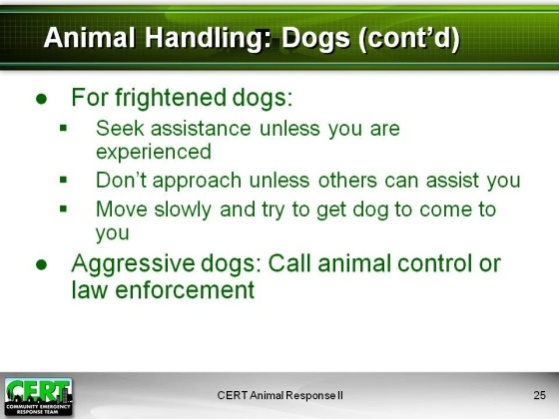 Animal Handling: Dogs (cont'd)
● For frightened dogs:
▪ Seek assistance unless you are
experienced
▪ Don't approach unless others can assist you
▪ Move slowly and try to get dog to come to
you
● Aggressive dogs: Call animal control or
law enforcement
CERT
COMMUNITY EMERGENCY
RESPONSE TEAM
CERT Animal Response II
25